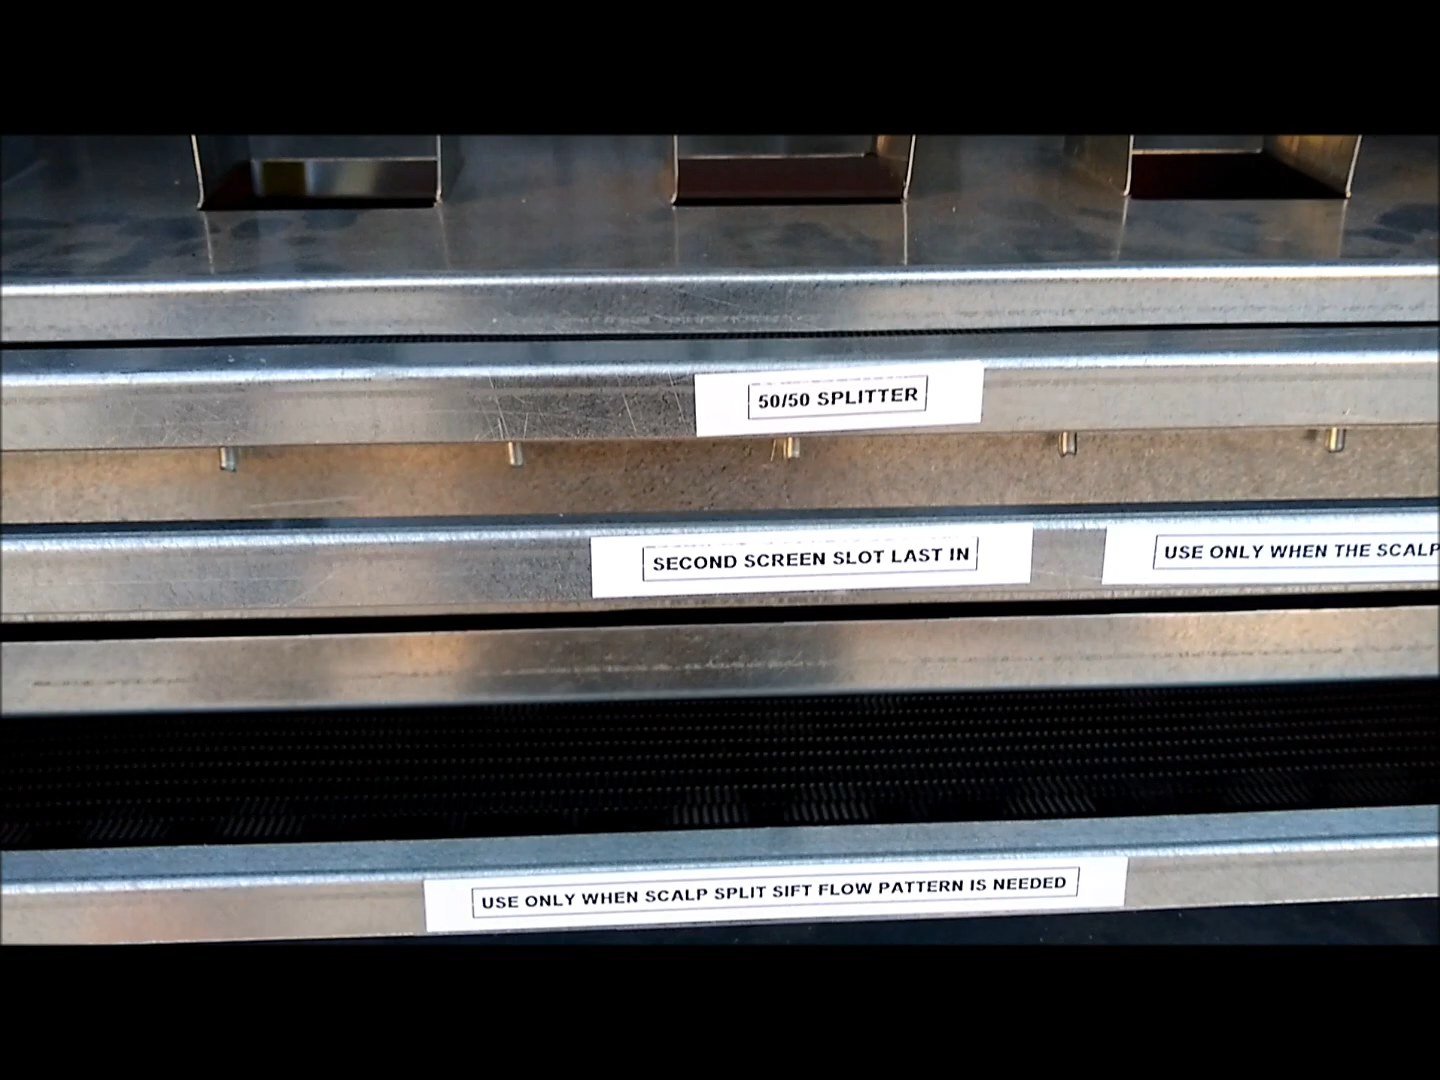 50/50 SPLITTER
SECOND SCREEN SLOT LAST IN
USE ONLY WHEN THE SCALP
USE ONLY WHEN SCALP SPLIT SIFT FLOW PATTERN IS NEEDED